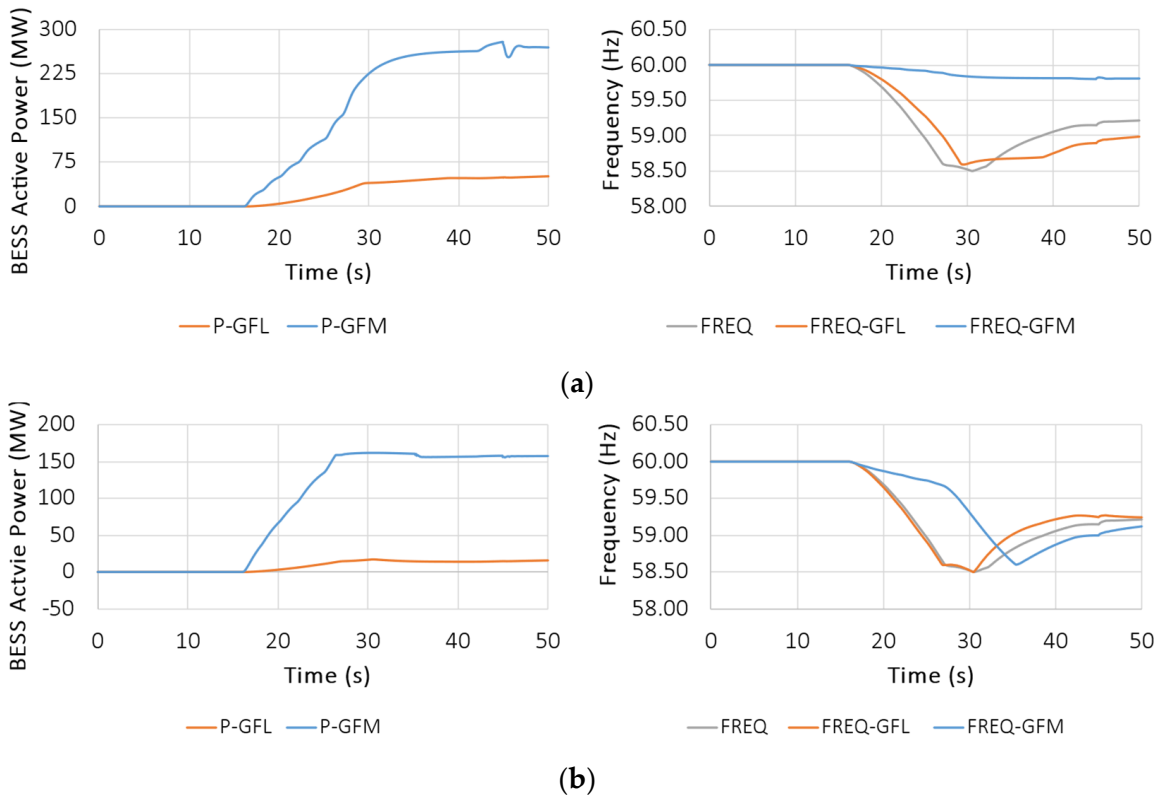 BESS Active Power (MW)
300
225
150
75
0
0 10 20 30 40 50
Time (s)
P-GFL P-GFM
Frequency (Hz)
60.50
60.00
59.50
59.00
58.50
58.00
0 10 20 30 40 50
Time (s)
FREQ FREQ-GFL FREQ-GFM
(a)
BESS Actvie Power (MW)
200
150
100
50
0
-50
0 10 20 30 40 50
Time (s)
P-GFL P-GFM
Frequency (Hz)
60.50
60.00
59.50
59.00
58.50
58.00
0 10 20 30 40 50
Time (s)
FREQ FREQ-GFL FREQ-GFM
(b)